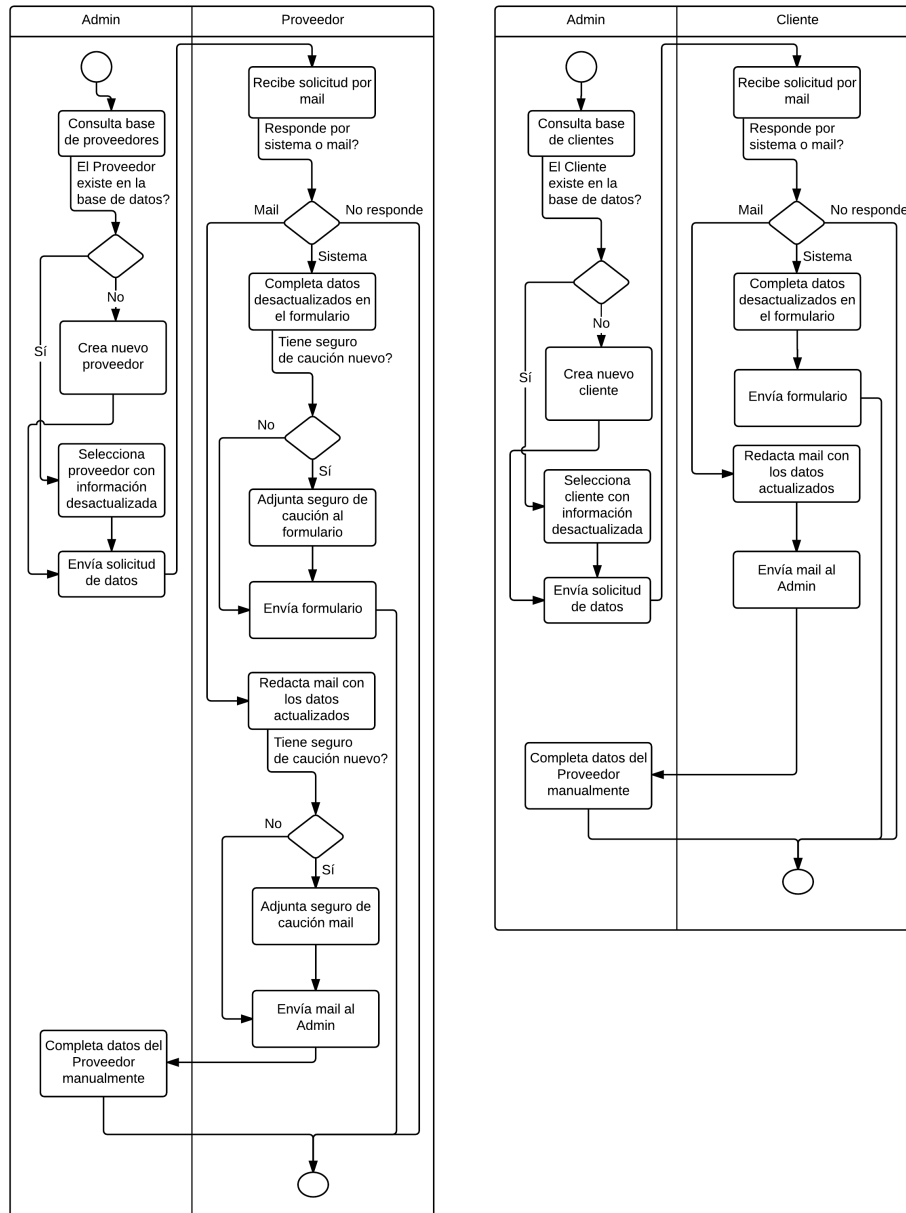 Admin
Proveedor
Consulta base
de proveedores
El Proveedor
existe en la
base de datos?
No
Sí
Crea nuevo
proveedor
Selecciona
proveedor con
información
desactualizada
Envía solicitud
de datos
Recibe solicitud por
mail
Responde por
sistema o mail?
Mail
No responde
Sistema
Completa datos
desactualizados en
el formulario
Tiene seguro
de caución nuevo?
No
Sí
Adjunta seguro de
caución al
formulario
Envía formulario
Redacta mail con
los datos
actualizados
Tiene seguro
de caución nuevo?
No
Sí
Adjunta seguro de
caución mail
Envía mail al
Admin
Completa datos del
Proveedor
manualmente
Admin
Cliente
Consulta base
de clientes
El Cliente
existe en la
base de datos?
No
Sí
Crea nuevo
cliente
Selecciona
cliente con
información
desactualizada
Envía solicitud
de datos
Recibe solicitud por
mail
Responde por
sistema o mail?
Mail
No responde
Sistema
Completa datos
desactualizados en
el formulario
Envía formulario
Redacta mail con
los datos
actualizados
Envía mail al
Admin
Completa datos del
Proveedor
manualmente